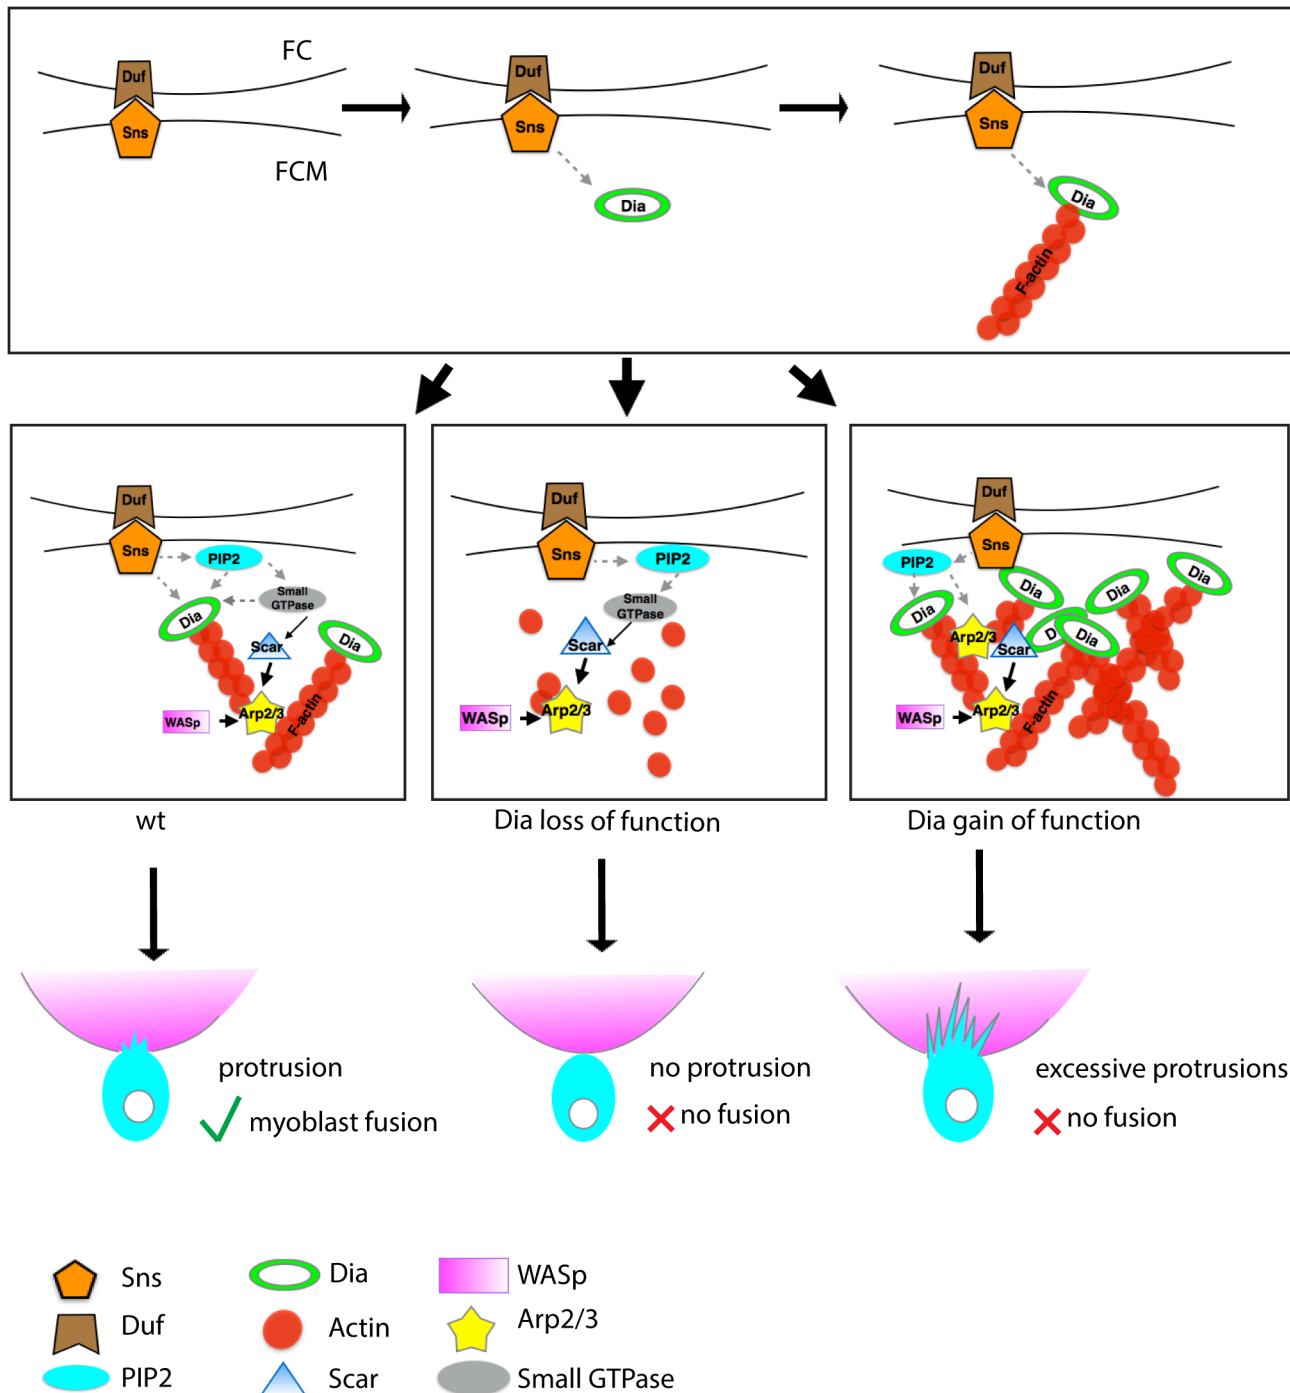 FC
Duf
Sns
FCM
Duf
Sns
Dia
Duf
Sns
Dia
F-actin
Duf
Sns
PIP2
Small
GTPase
Dia
Scar
Dia
WASp
Arp2/3
F-actin
Duf
Sns
PIP2
Small
GTPase
Scar
WASp
Arp2/3
Duf
Sns
PIP2
Dia
Dia
Dia
Dia
Arp2/3
Scar
D
Dia
WASp
Arp2/3
F-actin
wt
Dia loss of function
Dia gain of function
protrusion
myoblast fusion
no protrusion
no fusion
excessive protrusions
no fusion
Sns
Dia
WASp
Duf
Actin
Arp2/3
PIP2
Scar
Small GTPase